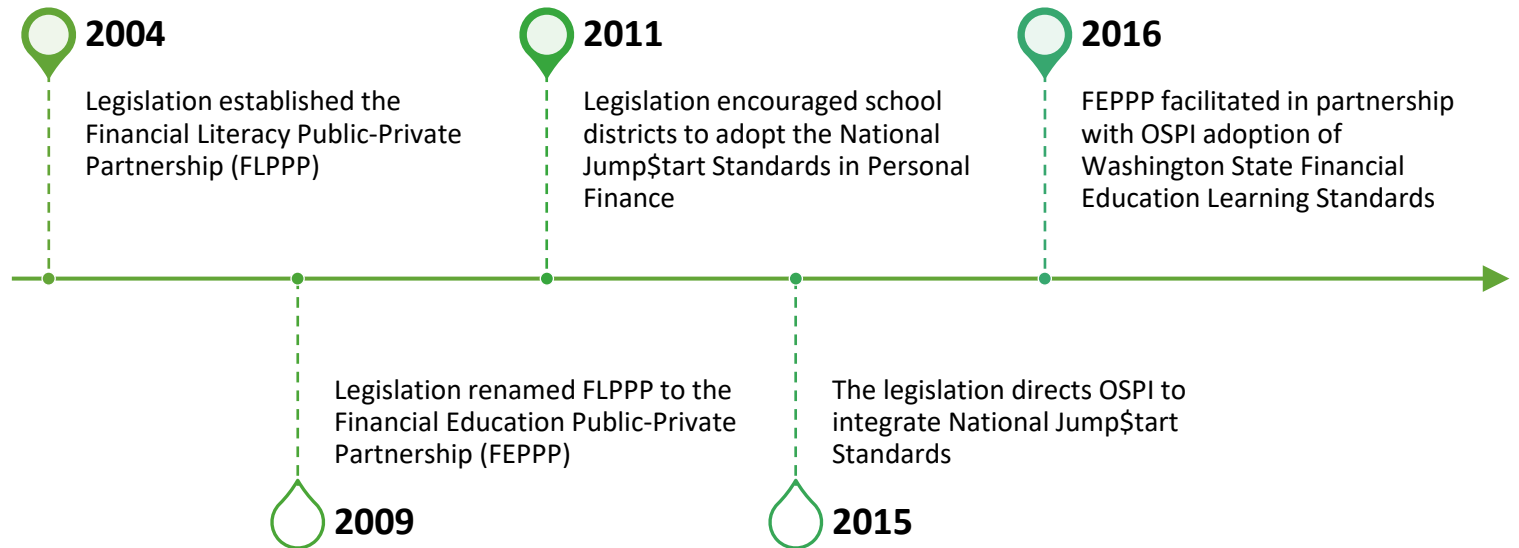 2004
Legislation established the
Financial Literacy Public-Private
Partnership (FLPPP)
2009
Legislation renamed FLPPP to the
Financial Education Public-Private
Partnership (FEPPP)
2011
Legislation encouraged school
districts to adopt the National
Jump$tart Standards in Personal
Finance
2015
The legislation directs OSPI to
integrate National Jump$tart
Standards
2016
FEPPP facilitated in partnership
with OSPI adoption of
Washington State Financial
Education Learning Standards